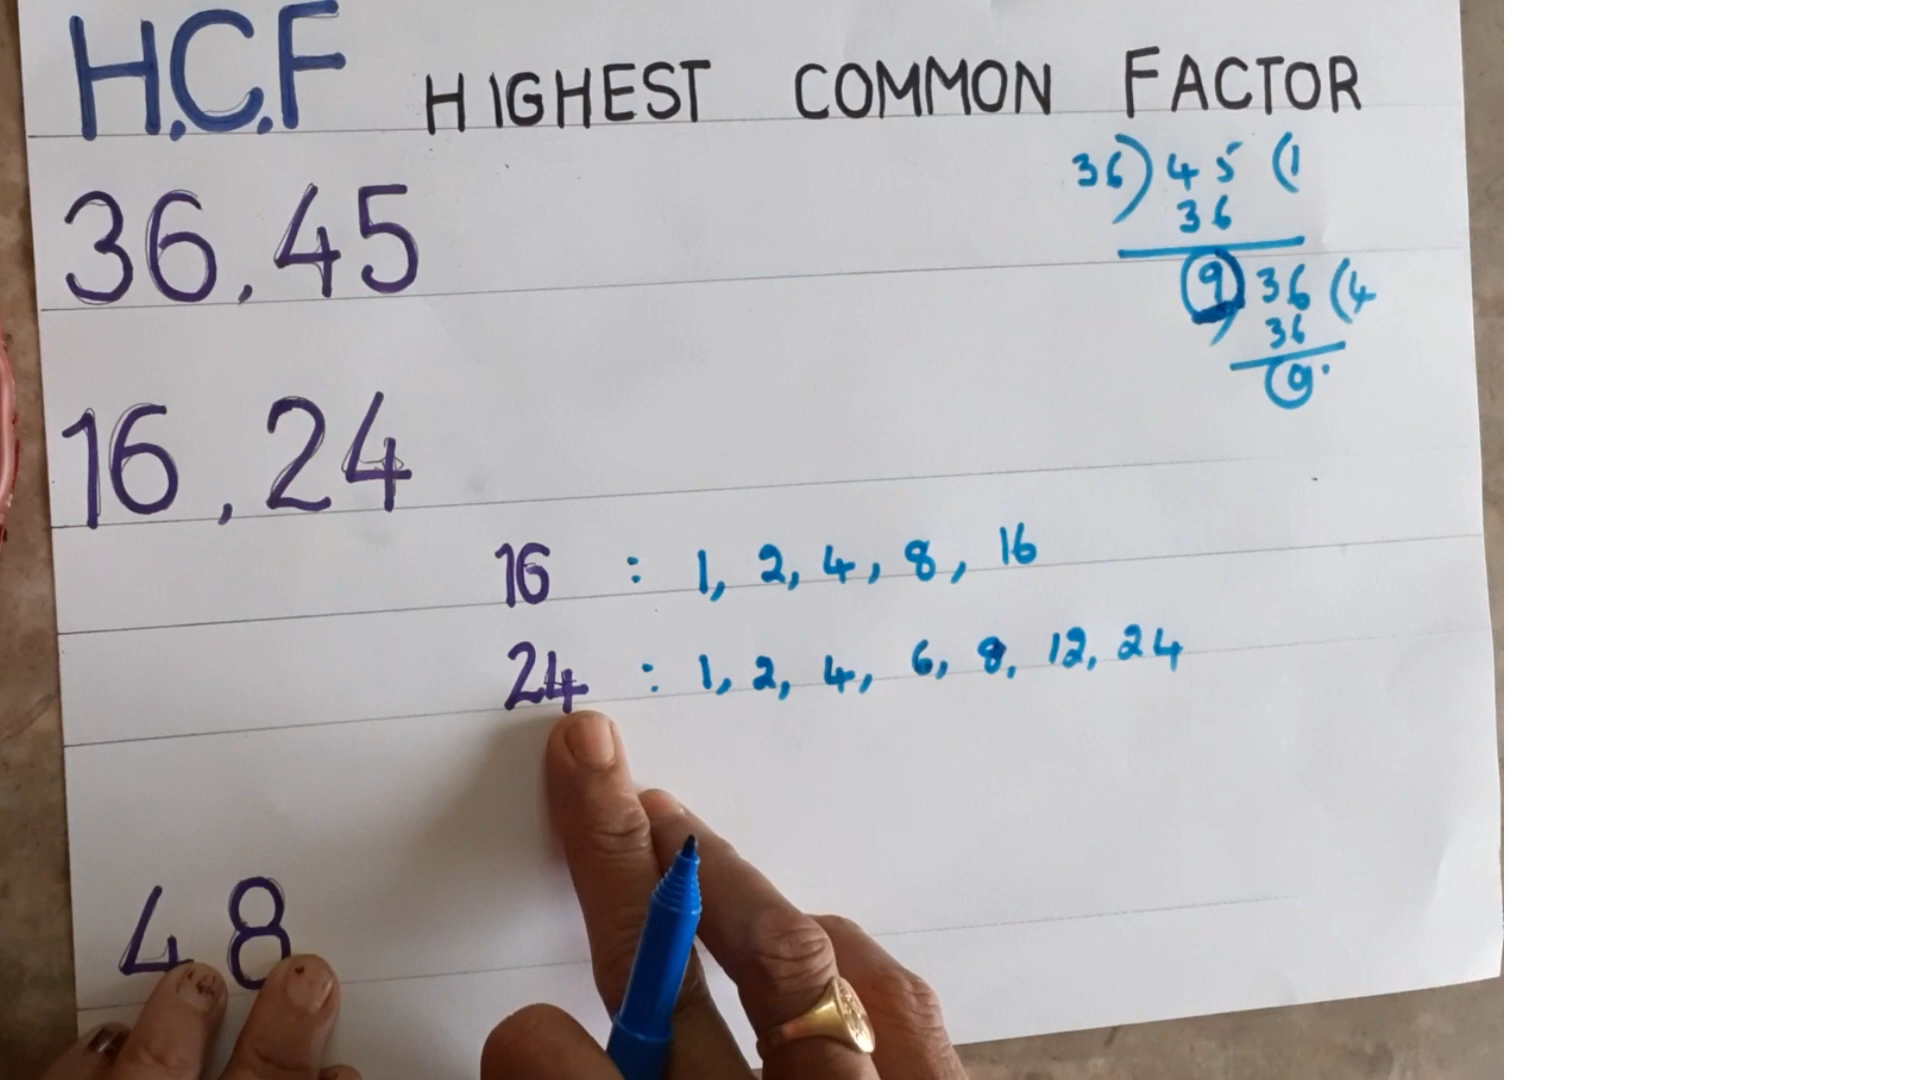 H.C.F HIGHEST COMMON FACTOR
36, 45
36) 45 (1
36
9) 36 (4
36
0
16, 24
16 : 1, 2, 4, 8, 16
24 : 1, 2, 4, 6, 8, 12, 24
48